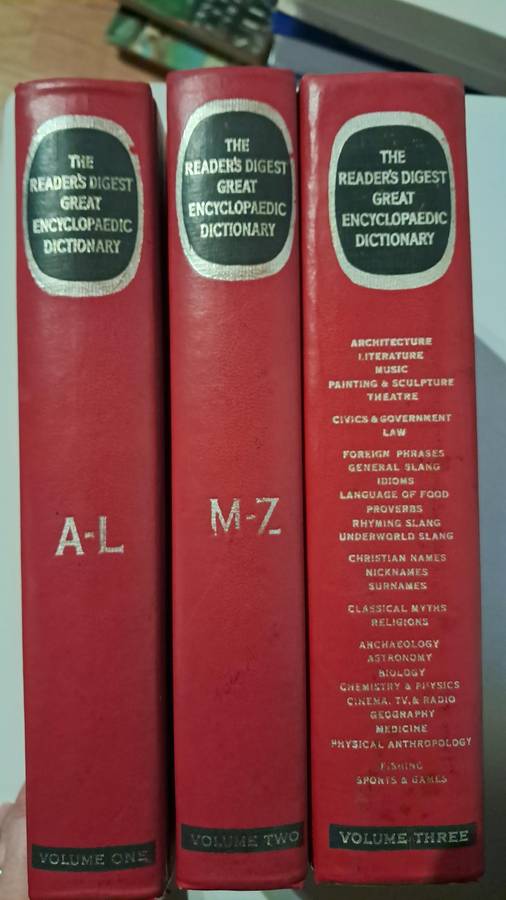 THE
READER'S DIGEST
GREAT
ENCYCLOPAEDIC
DICTIONARY
A-L
VOLUME ONE
THE
READER'S DIGEST
GREAT
ENCYCLOPAEDIC
DICTIONARY
M-Z
VOLUME TWO
THE
READER'S DIGEST
GREAT
ENCYCLOPAEDIC
DICTIONARY
ARCHITECTURE
LITERATURE
MUSIC
PAINTING & SCULPTURE
THEATRE
CIVICS & GOVERNMENT
LAW
FOREIGN PHRASES
GENERAL SLANG
IDIOMS
LANGUAGE OF FOOD
PROVERBS
RHYMING SLANG
UNDERWORLD SLANG
CHRISTIAN NAMES
NICKNAMES
SURNAMES
CLASSICAL MYTHS
RELIGIONS
ARCHAEOLOGY
ASTRONOMY
BIOLOGY
CHEMISTRY & PHYSICS
CINEMA, TV, & RADIO
GEOGRAPHY
MEDICINE
PHYSICAL ANTHROPOLOGY
FISHING
SPORTS & GAMES
VOLUME THREE